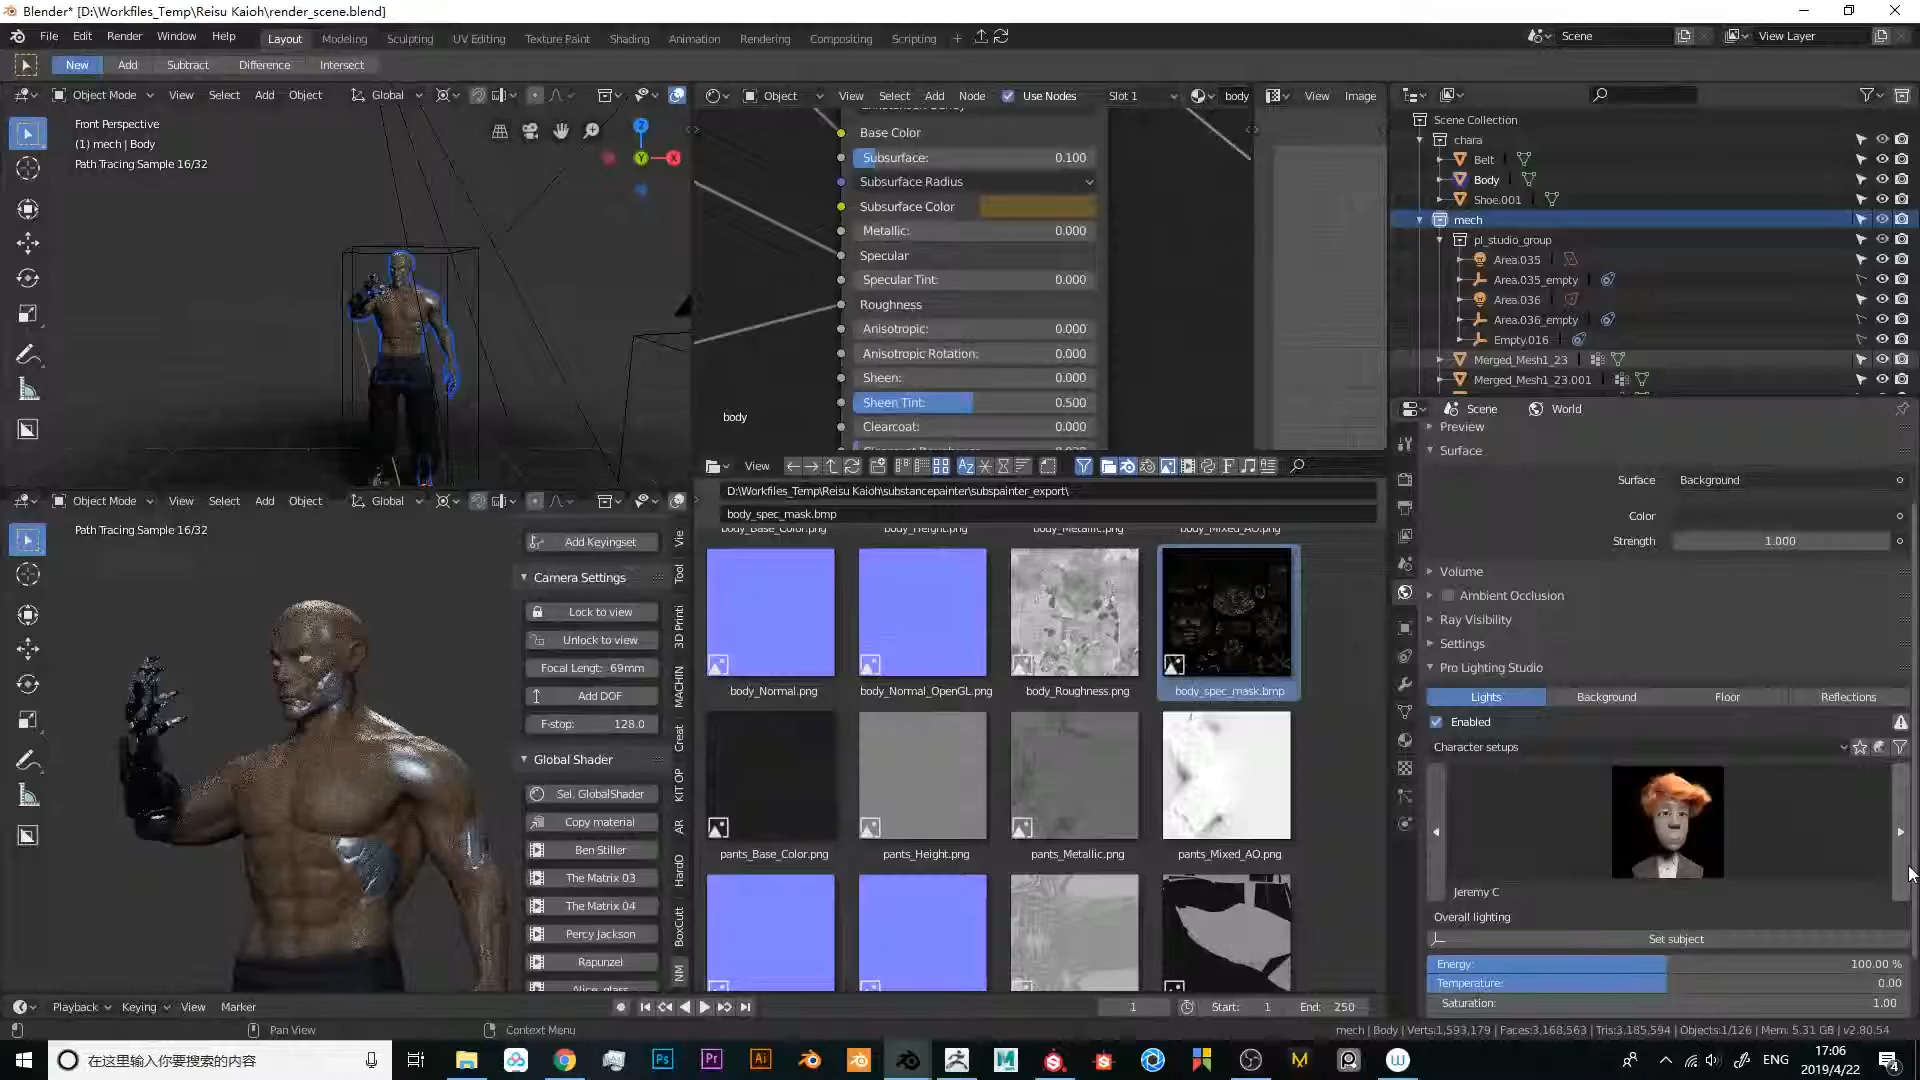 Blender* [D:\Workfiles_Temp\Reisu Kaioh\render_scene.blend]
File Edit Render Window Help Layout Modeling Sculpting UV Editing Texture Paint Shading Animation Rendering Compositing Scripting + Scene View Layer
New Add Subtract Difference Intersect
Object Mode View Select Add Object Global
Front Perspective
(1) mech | Body
Path Tracing Sample 16/32
Z
Y
X
Object View Select Add Node Use Nodes Slot 1 body View Image
Base Color
Subsurface: 0.100
Subsurface Radius
Subsurface Color
Metallic: 0.000
Specular
Specular Tint: 0.000
Roughness
Anisotropic: 0.000
Anisotropic Rotation: 0.000
Sheen: 0.000
Sheen Tint: 0.500
Clearcoat: 0.000
body
Scene Collection
chara
Belt
Body
Shoe.001
mech
pl_studio_group
Area.035
Area.035_empty
Area.036
Area.036_empty
Empty.016
Merged_Mesh1_23
Merged_Mesh1_23.001
Object Mode View Select Add Object Global
Path Tracing Sample 16/32
Add Keyingset
Camera Settings
Lock to view
Unlock to view
Focal Lengt: 69mm
Add DOF
F-stop: 128.0
Global Shader
Sel. GlobalShader
Copy material
Ben Stiller
The Matrix 03
The Matrix 04
Percy Jackson
Rapunzel
Alice_glass
Vie
Tool
3D Printi
MACHIN
Creat
KIT OP
AR
HardO
BoxCutt
NM
View
D:\Workfiles_Temp\Reisu Kaioh\substancepainter\subspainter_export\
body_spec_mask.bmp
body_Base_Color.png body_Height.png body_Metallic.png body_Mixed_AO.png
body_Normal.png body_Normal_OpenGL.png body_Roughness.png body_spec_mask.bmp
pants_Base_Color.png pants_Height.png pants_Metallic.png pants_Mixed_AO.png
Scene World
Preview
Surface
Surface Background
Color
Strength 1.000
Volume
Ambient Occlusion
Ray Visibility
Settings
Pro Lighting Studio
Lights Background Floor Reflections
Enabled
Character setups
Jeremy C
Overall lighting
Set subject
Energy: 100.00 %
Temperature: 0.00
Saturation: 1.00
Playback Keying View Marker 1 Start: 1 End: 250
Pan View Context Menu mech | Body | Verts:1,593,179 | Faces:3,168,563 | Tris:3,185,594 | Objects:1/126 | Mem: 5.31 GB | v2.80.54
在这里输入你要搜索的内容
Ps Pr Ai M
ENG
17:06
2019/4/22
4